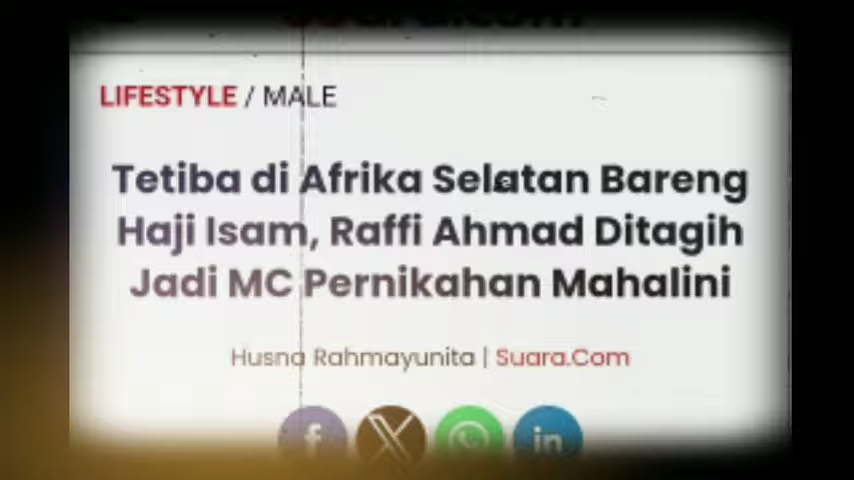 LIFESTYLE / MALE
Tetiba di Afrika Selatan Bareng
Haji Isam, Raffi Ahmad Ditagih
Jadi MC Pernikahan Mahalini
Husna Rahmayunita | Suara.Com